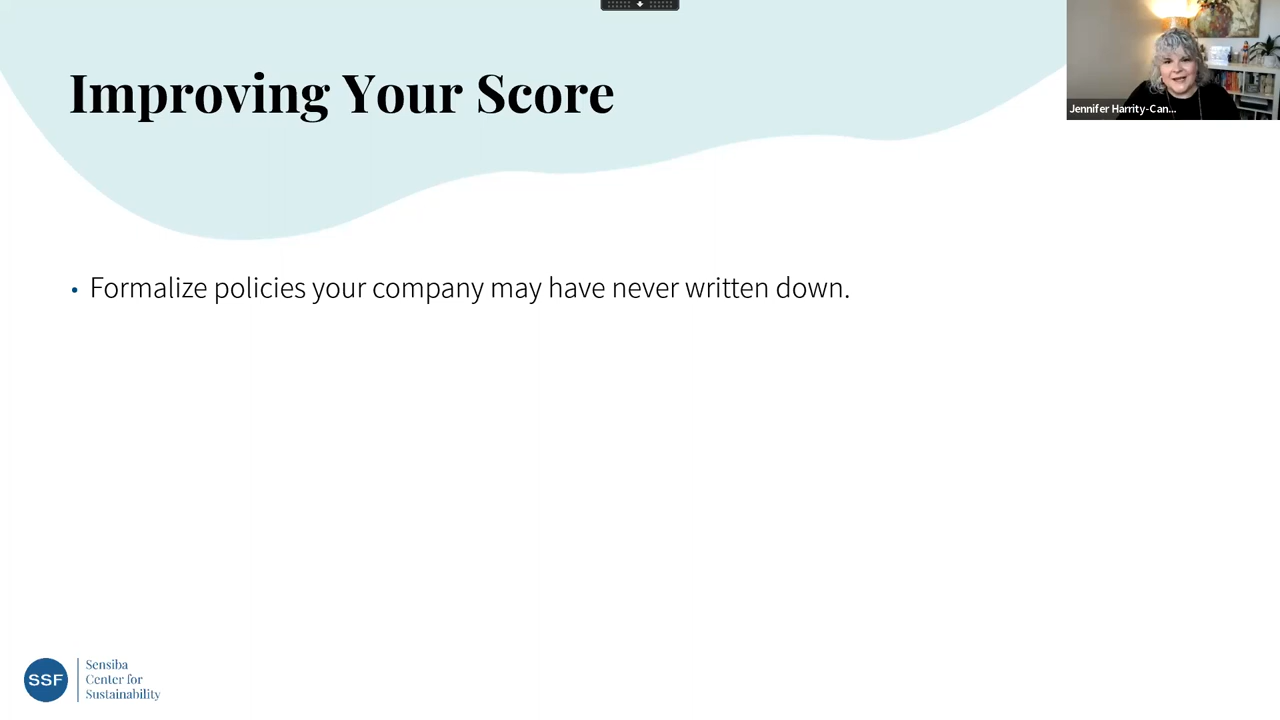 Improving Your Score
Jennifer Harrity-Can...
• Formalize policies your company may have never written down.
SSF
Sensiba
Center for
Sustainability